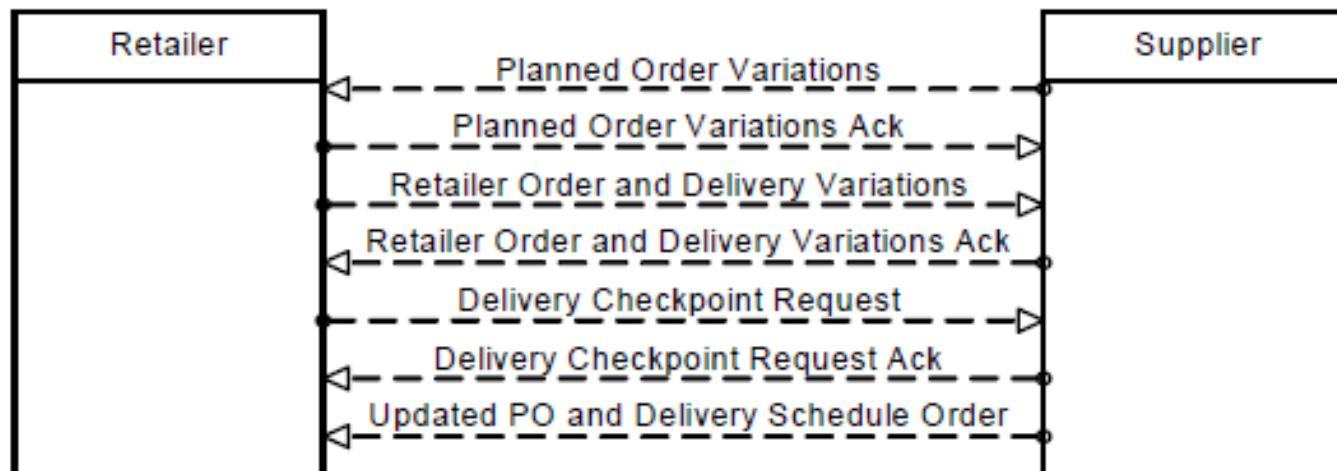 Retailer
Supplier
Planned Order Variations
Planned Order Variations Ack
Retailer Order and Delivery Variations
Retailer Order and Delivery Variations Ack
Delivery Checkpoint Request
Delivery Checkpoint Request Ack
Updated PO and Delivery Schedule Order